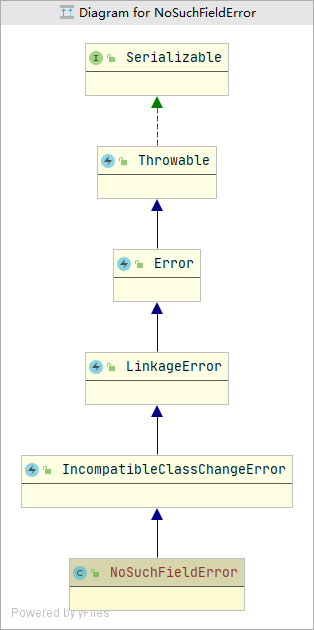 Diagram for NoSuchFieldError
I Serializable
Throwable
Error
LinkageError
IncompatibleClassChangeError
C NoSuchFieldError
Powered by yFiles